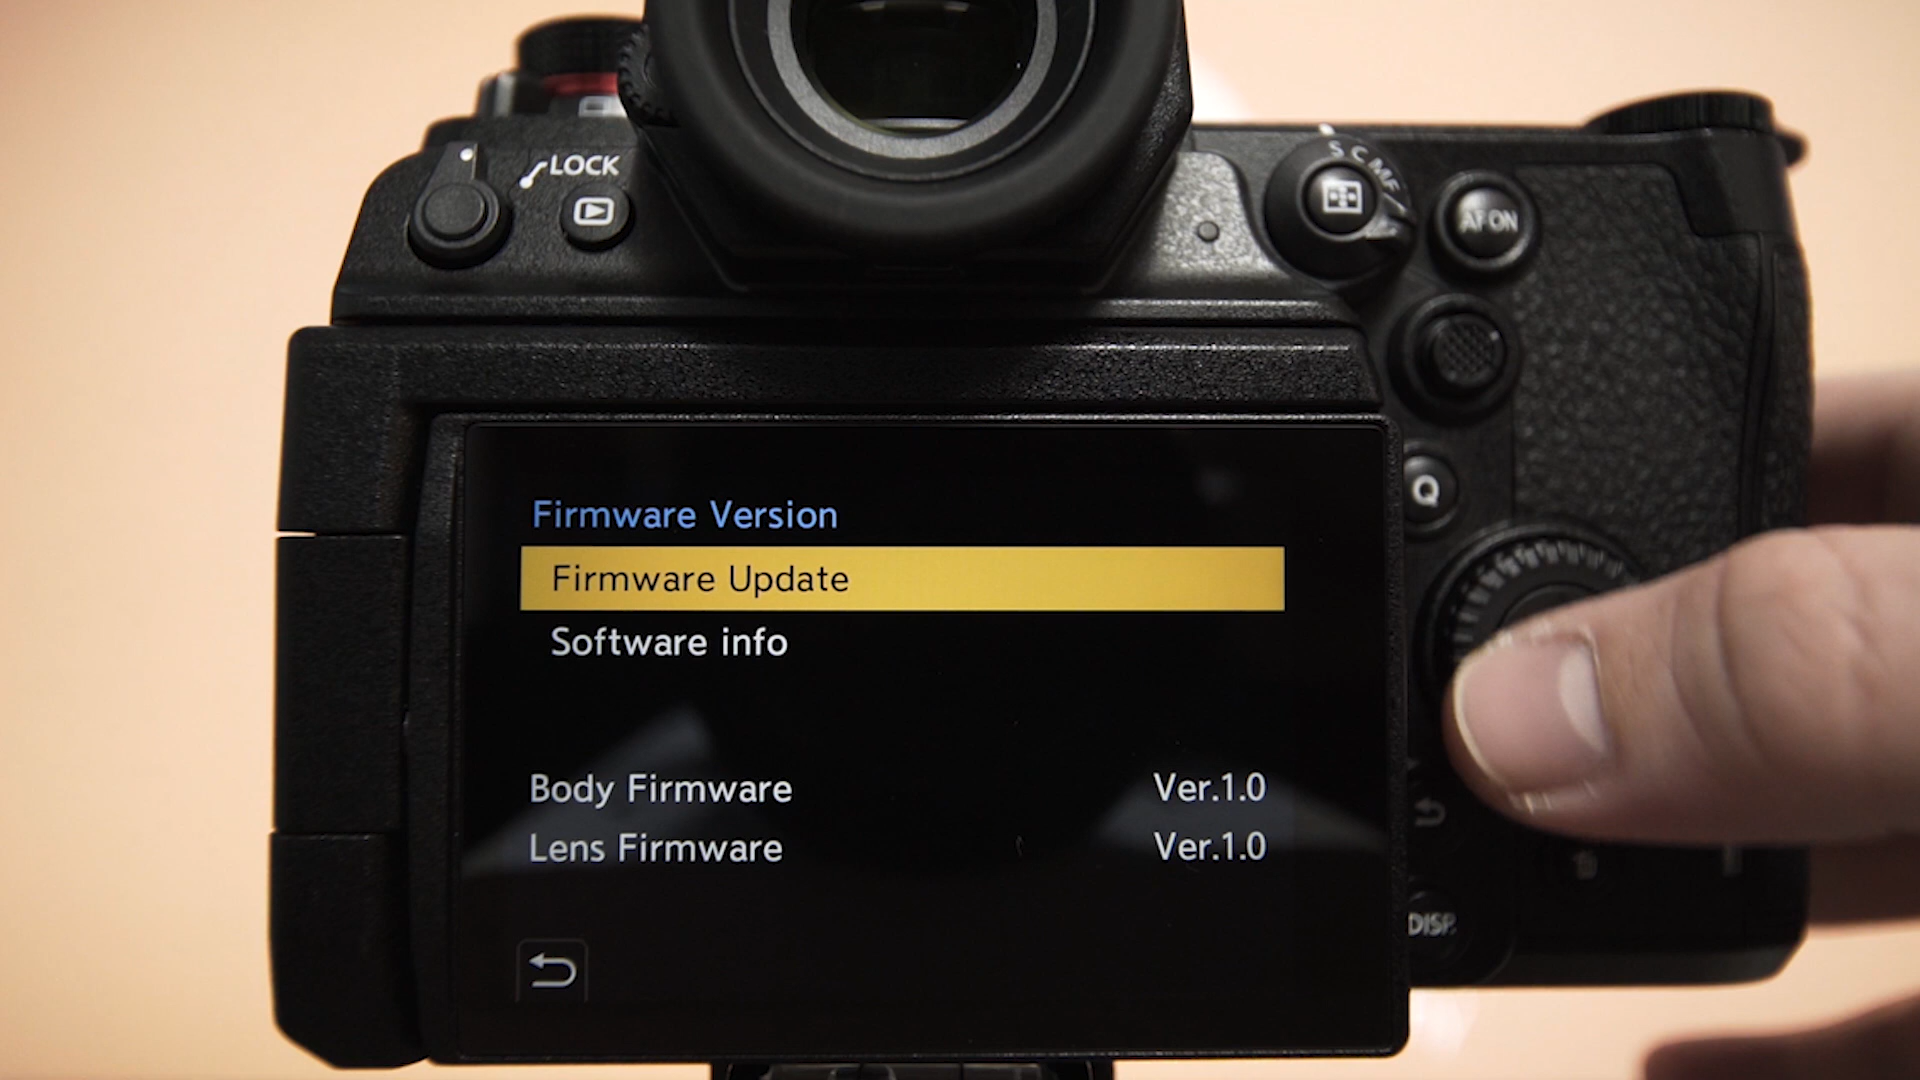 LOCK
S C MF
AF ON
Q
Firmware Version
Firmware Update
Software info
Body Firmware Ver.1.0
Lens Firmware Ver.1.0
DISP.